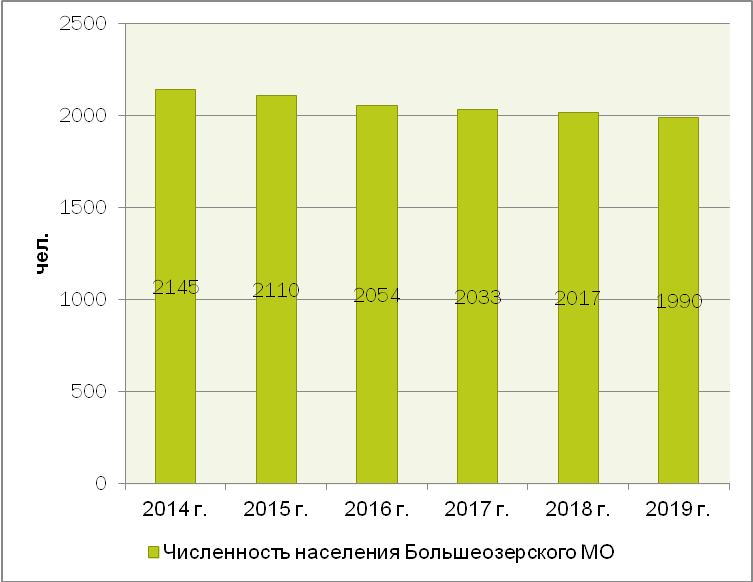 2500
2000
1500
1000
500
0
чел.
2145
2110
2054
2033
2017
1990
2014 г.
2015 г.
2016 г.
2017 г.
2018 г.
2019 г.
Численность населения Большеозерского МО